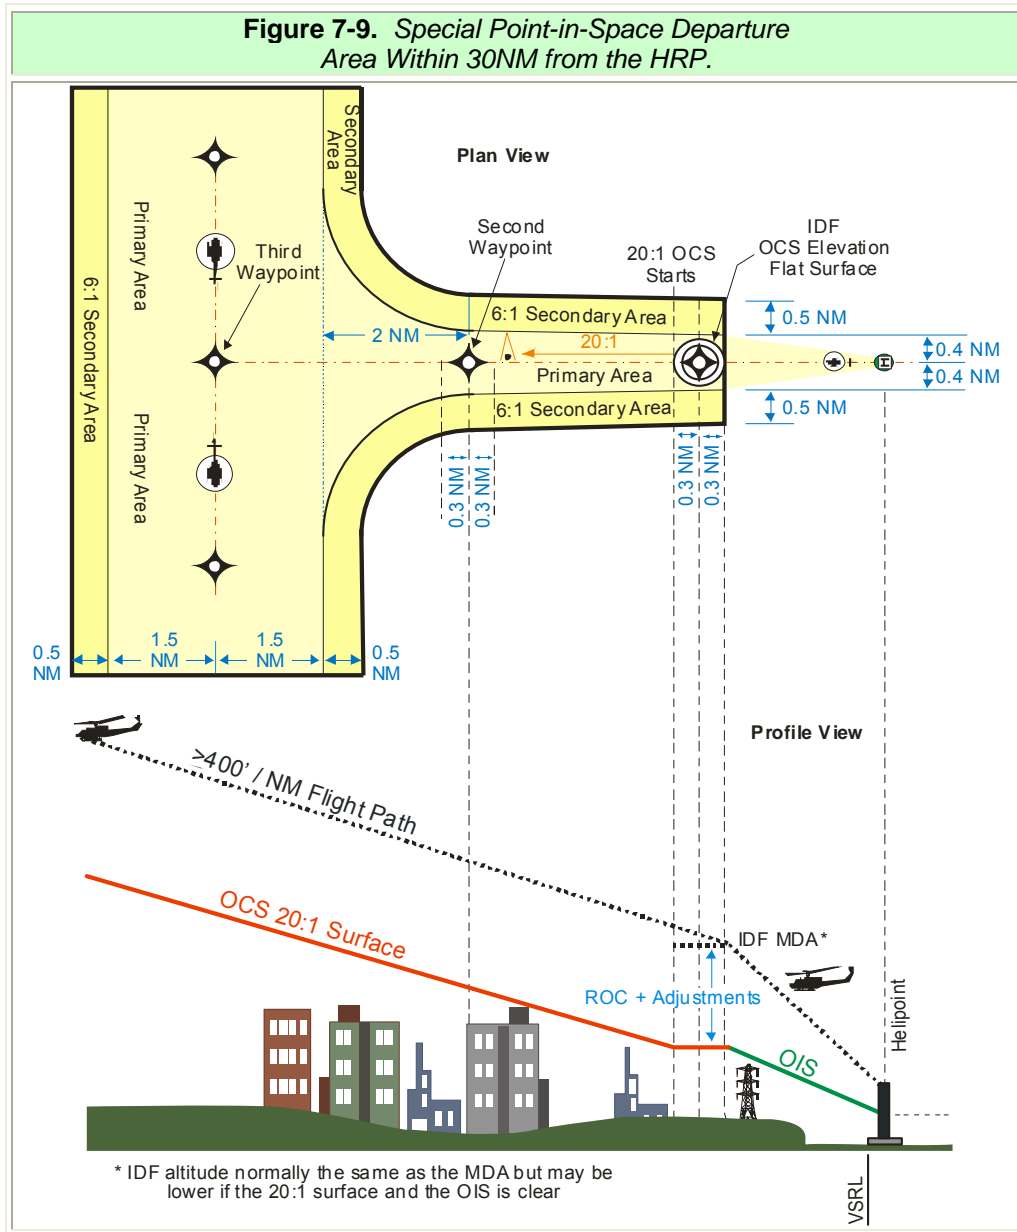 Figure 7-9. Special Point-in-Space Departure
Area Within 30NM from the HRP.
Plan View
Secondary
Area
Primary Area
6:1 Secondary Area
Third
Waypoint
Second
Waypoint
20:1 OCS
Starts
IDF
OCS Elevation
Flat Surface
6:1 Secondary Area
0.5 NM
2 NM
20:1
0.4 NM
H
Primary Area
0.4 NM
6:1 Secondary Area
0.5 NM
Primary Area
0.3 NM
0.3 NM
0.3 NM
0.3 NM
0.5
NM
1.5
NM
1.5
NM
0.5
NM
Profile View
≥400' / NM Flight Path
OCS 20:1 Surface
IDF MDA*
ROC + Adjustments
Helipoint
OIS
* IDF altitude normally the same as the MDA but may be
lower if the 20:1 surface and the OIS is clear
VSRL